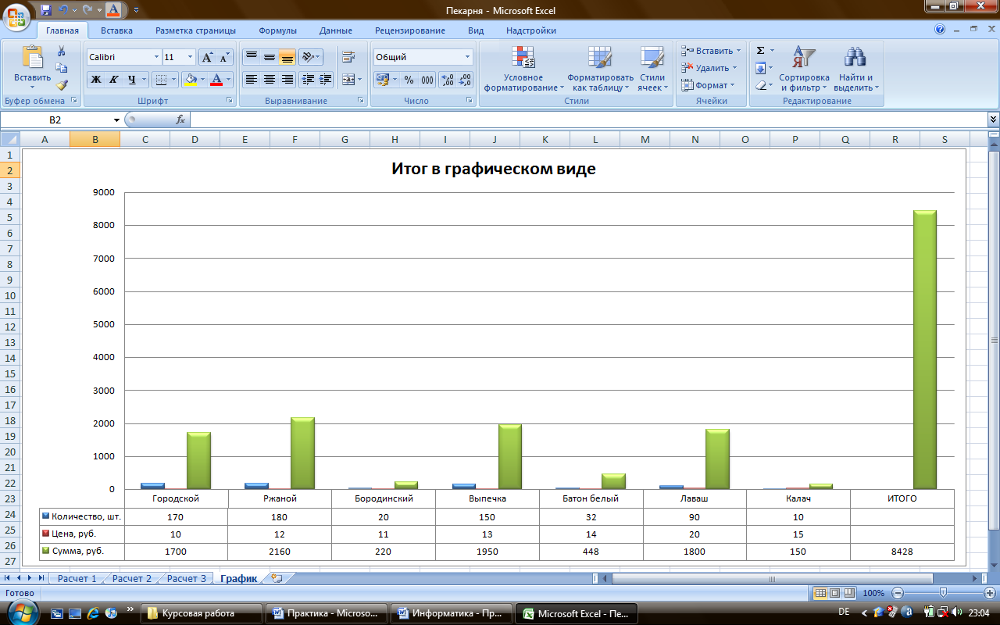 Пекарня - Microsoft Excel
Главная Вставка Разметка страницы Формулы Данные Рецензирование Вид Надстройки
Calibri 11 Общий
Вставить Ж К Ч % 000 Условное форматирование Форматировать как таблицу Стили ячеек Вставить Удалить Формат Σ Сортировка и фильтр Найти и выделить
Буфер обмена Шрифт Выравнивание Число Стили Ячейки Редактирование
B2 fx
A B C D E F G H I J K L M N O P Q R S
1
2
3
4
5
6
7
8
9
10
11
12
13
14
15
16
17
18
19
20
21
22
23
24
25
26
27
Итог в графическом виде
9000
8000
7000
6000
5000
4000
3000
2000
1000
0
Городской Ржаной Бородинский Выпечка Батон белый Лаваш Калач ИТОГО
Количество, шт. 170 180 20 150 32 90 10
Цена, руб. 10 12 11 13 14 20 15
Сумма, руб. 1700 2160 220 1950 448 1800 150 8428
Расчет 1 Расчет 2 Расчет 3 График
Готово 100%
Курсовая работа Практика - Microso... Информатика - Пр... Microsoft Excel - Пе... DE 23:04